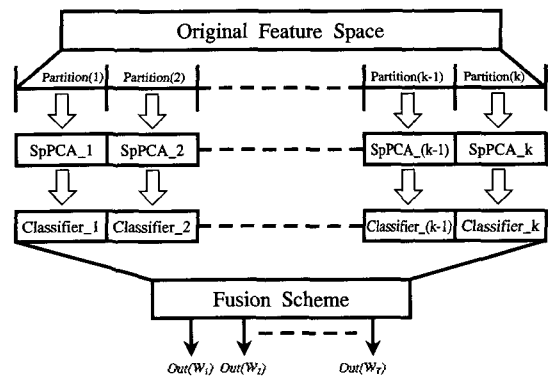 Original Feature Space
Partition(1) Partition(2) Partition(k-1) Partition(k)
SpPCA_1 SpPCA_2 SpPCA_(k-1) SpPCA_k
Classifier_1 Classifier_2 Classifier_(k-1) Classifier_k
Fusion Scheme
Out(W₁) Out(W₂) Out(W_T)